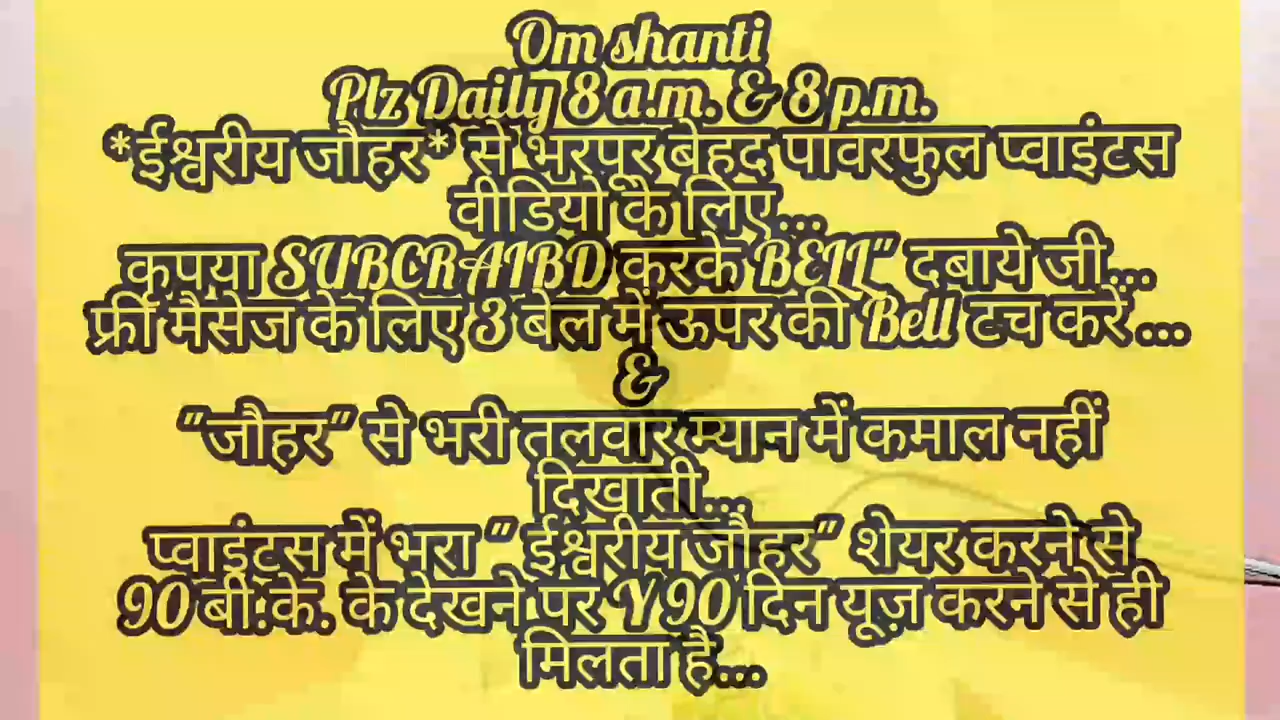 Om shanti
Plz Daily 8 a.m. & 8 p.m.
*ईश्वरीय जौहर* से भरपूर बेहद पावरफुल प्वाइंटस
वीडियो के लिए...
कृपया SUBCRAIBD करके BELL" दबाये जी...
फ्री मैसेज के लिए 3 बेल में ऊपर की Bell टच करें...
&
"जौहर" से भरी तलवार म्यान में कमाल नहीं
दिखाती...
प्वाइंटस में भरा " ईश्वरीय जौहर" शेयर करने से
90 बी.के. के देखने पर Y 90 दिन यूज़ करने से ही
मिलता है...